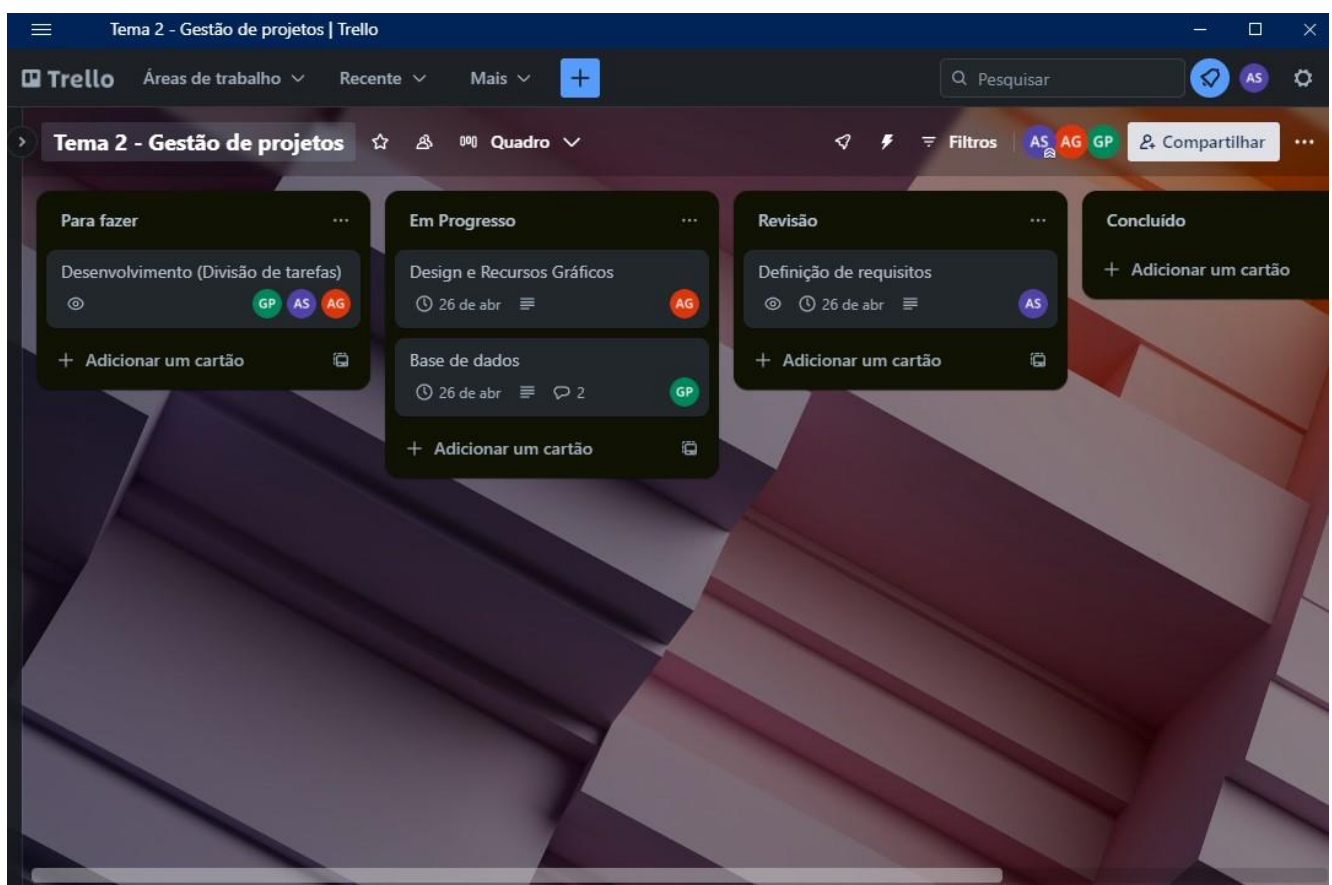 Tema 2 - Gestão de projetos | Trello
Trello Áreas de trabalho Recente Mais Pesquisar AS
Tema 2 - Gestão de projetos Quadro Filtros AS AG GP Compartilhar
Para fazer
Desenvolvimento (Divisão de tarefas)
GP AS AG
+ Adicionar um cartão
Em Progresso
Design e Recursos Gráficos
26 de abr AG
Base de dados
26 de abr 2 GP
+ Adicionar um cartão
Revisão
Definição de requisitos
26 de abr AS
+ Adicionar um cartão
Concluído
+ Adicionar um cartão